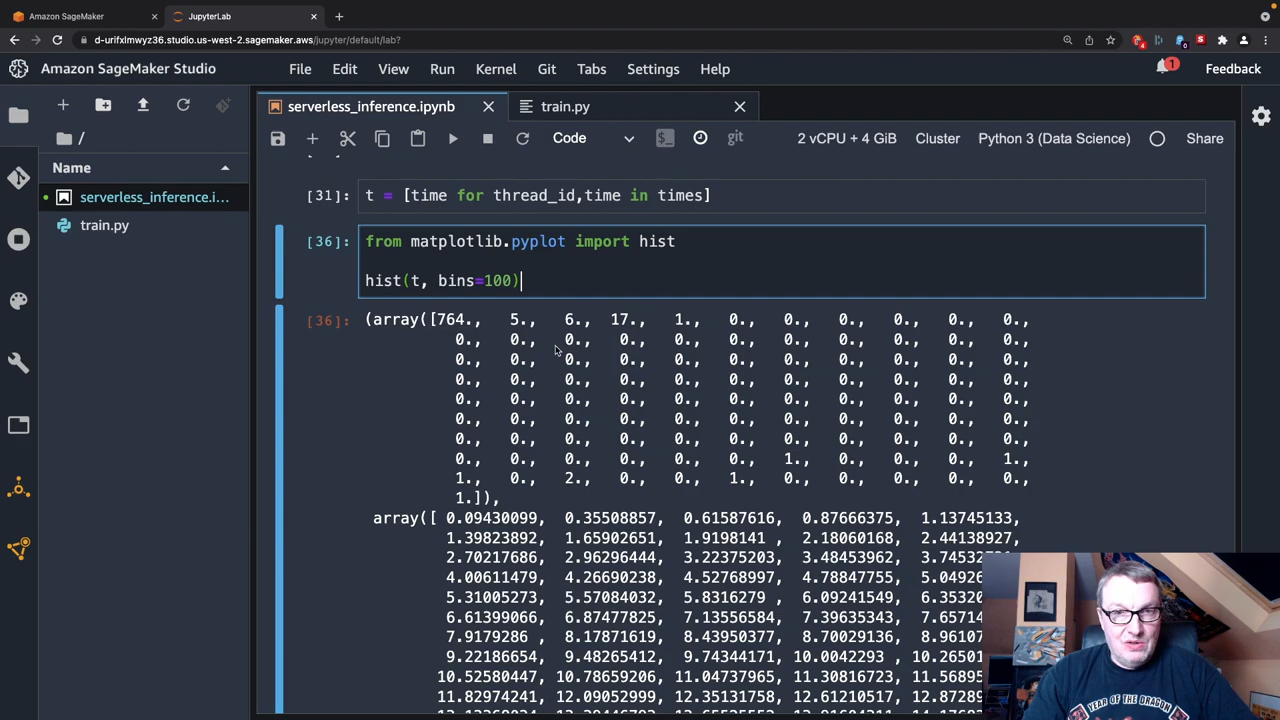 Amazon SageMaker
JupyterLab
d-urifxlmwyz36.studio.us-west-2.sagemaker.aws/jupyter/default/lab?
4
0
S
Amazon SageMaker Studio
File Edit View Run Kernel Git Tabs Settings Help
1
Feedback
serverless_inference.ipynb
train.py
/
Code
git
2 vCPU + 4 GiB
Cluster
Python 3 (Data Science)
Share
Name
serverless_inference.i…
train.py
[31]: t = [time for thread_id,time in times]
[36]: from matplotlib.pyplot import hist
hist(t, bins=100)
[36]: (array([764., 5., 6., 17., 1., 0., 0., 0., 0., 0., 0.,
0., 0., 0., 0., 0., 0., 0., 0., 0., 0., 0.,
0., 0., 0., 0., 0., 0., 0., 0., 0., 0., 0.,
0., 0., 0., 0., 0., 0., 0., 0., 0., 0., 0.,
0., 0., 0., 0., 0., 0., 0., 0., 0., 0., 0.,
0., 0., 0., 0., 0., 0., 0., 0., 0., 0., 0.,
0., 0., 0., 0., 0., 0., 0., 0., 0., 0., 0.,
0., 0., 0., 0., 0., 0., 1., 0., 0., 0., 1.,
1., 0., 2., 0., 0., 1., 0., 0., 0., 0., 0.,
1.]),
array([ 0.09430099, 0.35508857, 0.61587616, 0.87666375, 1.13745133,
1.39823892, 1.65902651, 1.9198141 , 2.18060168, 2.44138927,
2.70217686, 2.96296444, 3.22375203, 3.48453962,
4.00611479, 4.26690238, 4.52768997, 4.78847755,
5.31005273, 5.57084032, 5.8316279 , 6.09241549,
6.61399066, 6.87477825, 7.13556584, 7.39635343,
7.9179286 , 8.17871619, 8.43950377, 8.70029136,
9.22186654, 9.48265412, 9.74344171, 10.0042293 ,
10.52580447, 10.78659206, 11.04737965, 11.30816723,
11.82974241, 12.09052999, 12.35131758, 12.61210517,
YEAR OF THE DRAGON